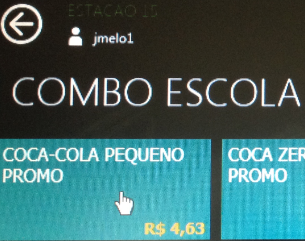 ESTACAO 15
jmelo1
COMBO ESCOLA
COCA-COLA PEQUENO
PROMO
R$ 4,63
COCA ZER
PROMO